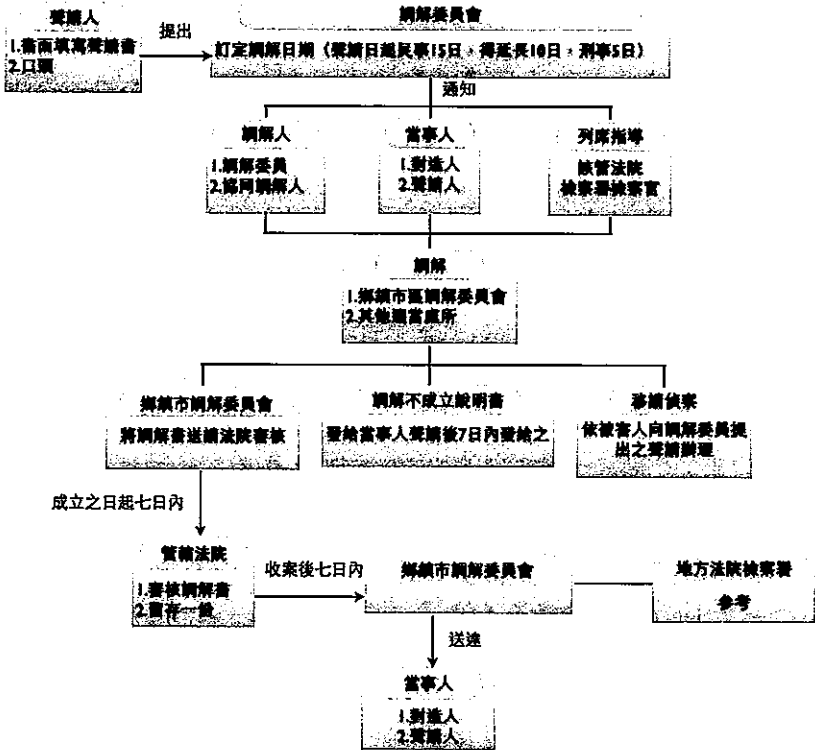 聲請人
1.書面填寫聲請書
2.口頭
提出
調解委員會
訂定調解日期（聲請日起民事15日，得延長10日，刑事5日）
通知
調解人
1.調解委員
2.協同調解人
當事人
1.對造人
2.聲請人
列席指導
該管法院
檢察署檢察官
調解
1.鄉鎮市區調解委員會
2.其他適當處所
鄉鎮市調解委員會
將調解書送請法院審核
調解不成立說明書
發給當事人聲請後7日內發給之
移請偵察
依被害人向調解委員提
出之聲請辦理
成立之日起七日內
管轄法院
1.審核調解書
2.留存一份
收案後七日內
鄉鎮市調解委員會
地方法院檢察署
參考
送達
當事人
1.對造人
2.聲請人